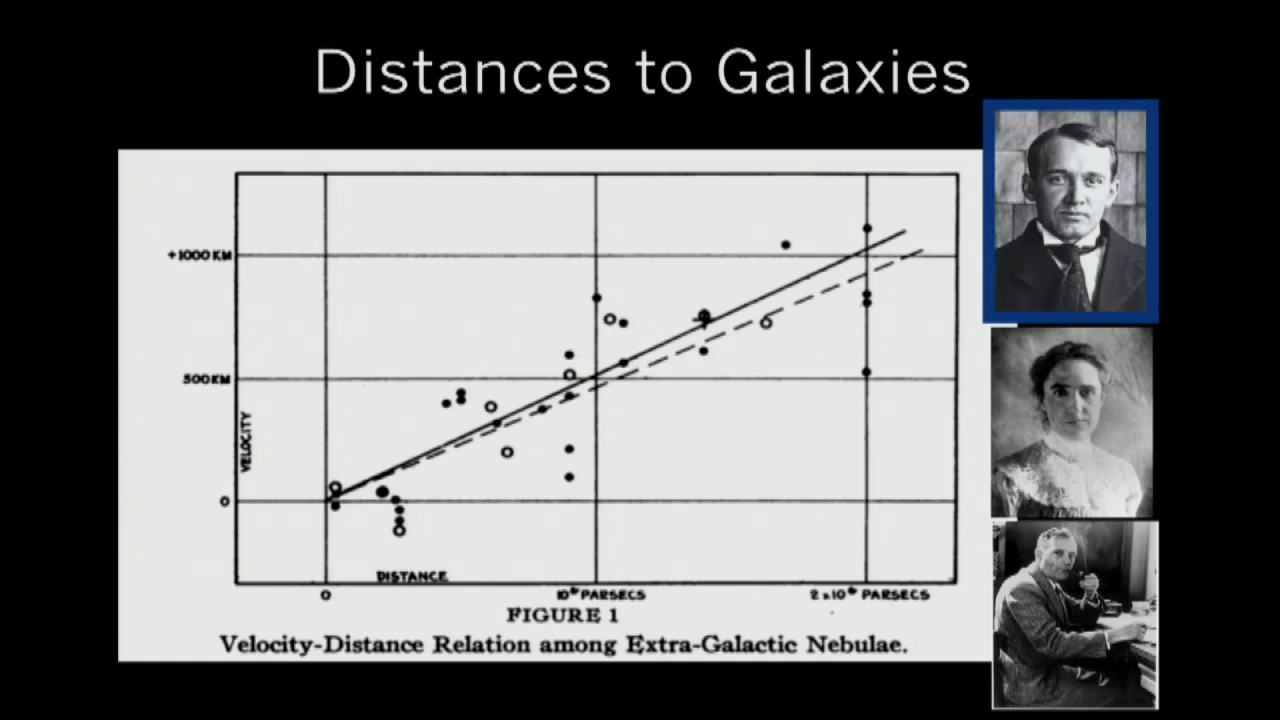 Distances to Galaxies
+1000 KM
500 KM
VELOCITY
0
DISTANCE
0
10⁶ PARSECS
2 x 10⁶ PARSECS
FIGURE 1
Velocity-Distance Relation among Extra-Galactic Nebulae.